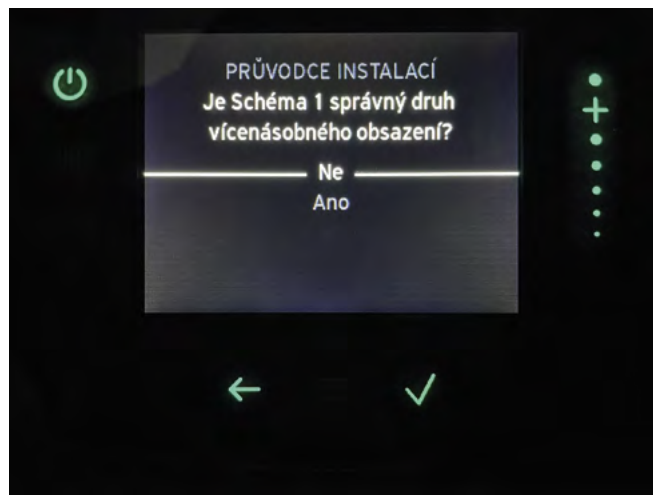 PRŮVODCE INSTALACÍ
Je Schéma 1 správný druh
vícenásobného obsazení?
Ne
Ano